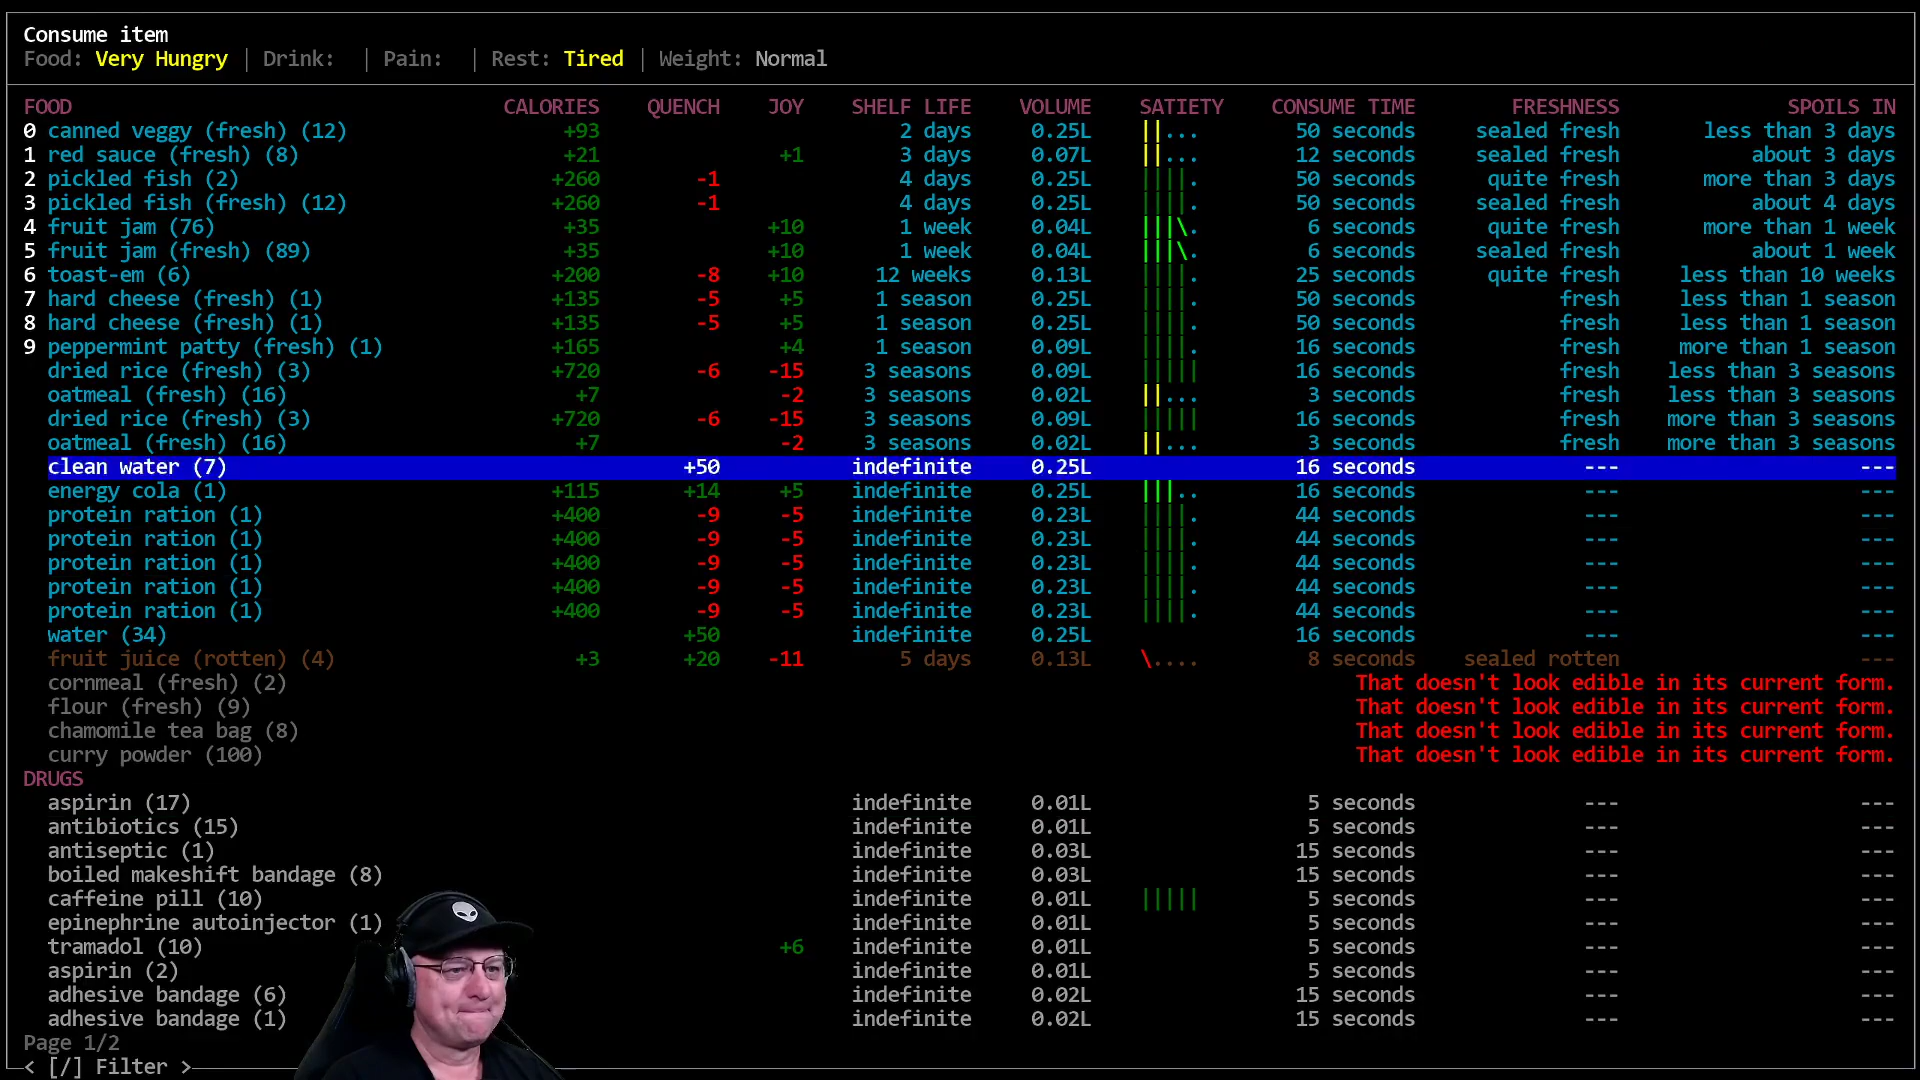 Consume item
Food: Very Hungry | Drink: | Pain: | Rest: Tired | Weight: Normal
FOOD CALORIES QUENCH JOY SHELF LIFE VOLUME SATIETY CONSUME TIME FRESHNESS SPOILS IN
0 canned veggy (fresh) (12) +93 2 days 0.25L ||... 50 seconds sealed fresh less than 3 days
1 red sauce (fresh) (8) +21 +1 3 days 0.07L ||... 12 seconds sealed fresh about 3 days
2 pickled fish (2) +260 -1 4 days 0.25L ||||. 50 seconds quite fresh more than 3 days
3 pickled fish (fresh) (12) +260 -1 4 days 0.25L ||||. 50 seconds sealed fresh about 4 days
4 fruit jam (76) +35 +10 1 week 0.04L |||\. 6 seconds quite fresh more than 1 week
5 fruit jam (fresh) (89) +35 +10 1 week 0.04L |||\. 6 seconds sealed fresh about 1 week
6 toast-em (6) +200 -8 +10 12 weeks 0.13L ||||. 25 seconds quite fresh less than 10 weeks
7 hard cheese (fresh) (1) +135 -5 +5 1 season 0.25L ||||. 50 seconds fresh less than 1 season
8 hard cheese (fresh) (1) +135 -5 +5 1 season 0.25L ||||. 50 seconds fresh less than 1 season
9 peppermint patty (fresh) (1) +165 +4 1 season 0.09L ||||. 16 seconds fresh more than 1 season
dried rice (fresh) (3) +720 -6 -15 3 seasons 0.09L ||||| 16 seconds fresh less than 3 seasons
oatmeal (fresh) (16) +7 -2 3 seasons 0.02L ||... 3 seconds fresh less than 3 seasons
dried rice (fresh) (3) +720 -6 -15 3 seasons 0.09L ||||| 16 seconds fresh more than 3 seasons
oatmeal (fresh) (16) +7 -2 3 seasons 0.02L ||... 3 seconds fresh more than 3 seasons
clean water (7) +50 indefinite 0.25L 16 seconds --- ---
energy cola (1) +115 +14 +5 indefinite 0.25L |||.. 16 seconds --- ---
protein ration (1) +400 -9 -5 indefinite 0.23L ||||. 44 seconds --- ---
protein ration (1) +400 -9 -5 indefinite 0.23L ||||. 44 seconds --- ---
protein ration (1) +400 -9 -5 indefinite 0.23L ||||. 44 seconds --- ---
protein ration (1) +400 -9 -5 indefinite 0.23L ||||. 44 seconds --- ---
protein ration (1) +400 -9 -5 indefinite 0.23L ||||. 44 seconds --- ---
water (34) +50 indefinite 0.25L 16 seconds --- ---
fruit juice (rotten) (4) +3 +20 -11 5 days 0.13L \.... 8 seconds sealed rotten ---
cornmeal (fresh) (2) That doesn't look edible in its current form.
flour (fresh) (9) That doesn't look edible in its current form.
chamomile tea bag (8) That doesn't look edible in its current form.
curry powder (100) That doesn't look edible in its current form.
DRUGS
aspirin (17) indefinite 0.01L 5 seconds --- ---
antibiotics (15) indefinite 0.01L 5 seconds --- ---
antiseptic (1) indefinite 0.03L 15 seconds --- ---
boiled makeshift bandage (8) indefinite 0.03L 15 seconds --- ---
caffeine pill (10) indefinite 0.01L ||||| 5 seconds --- ---
epinephrine autoinjector (1) indefinite 0.01L 5 seconds --- ---
tramadol (10) +6 indefinite 0.01L 5 seconds --- ---
aspirin (2) indefinite 0.01L 5 seconds --- ---
adhesive bandage (6) indefinite 0.02L 15 seconds --- ---
adhesive bandage (1) indefinite 0.02L 15 seconds --- ---
Page 1/2
< [/] Filter >